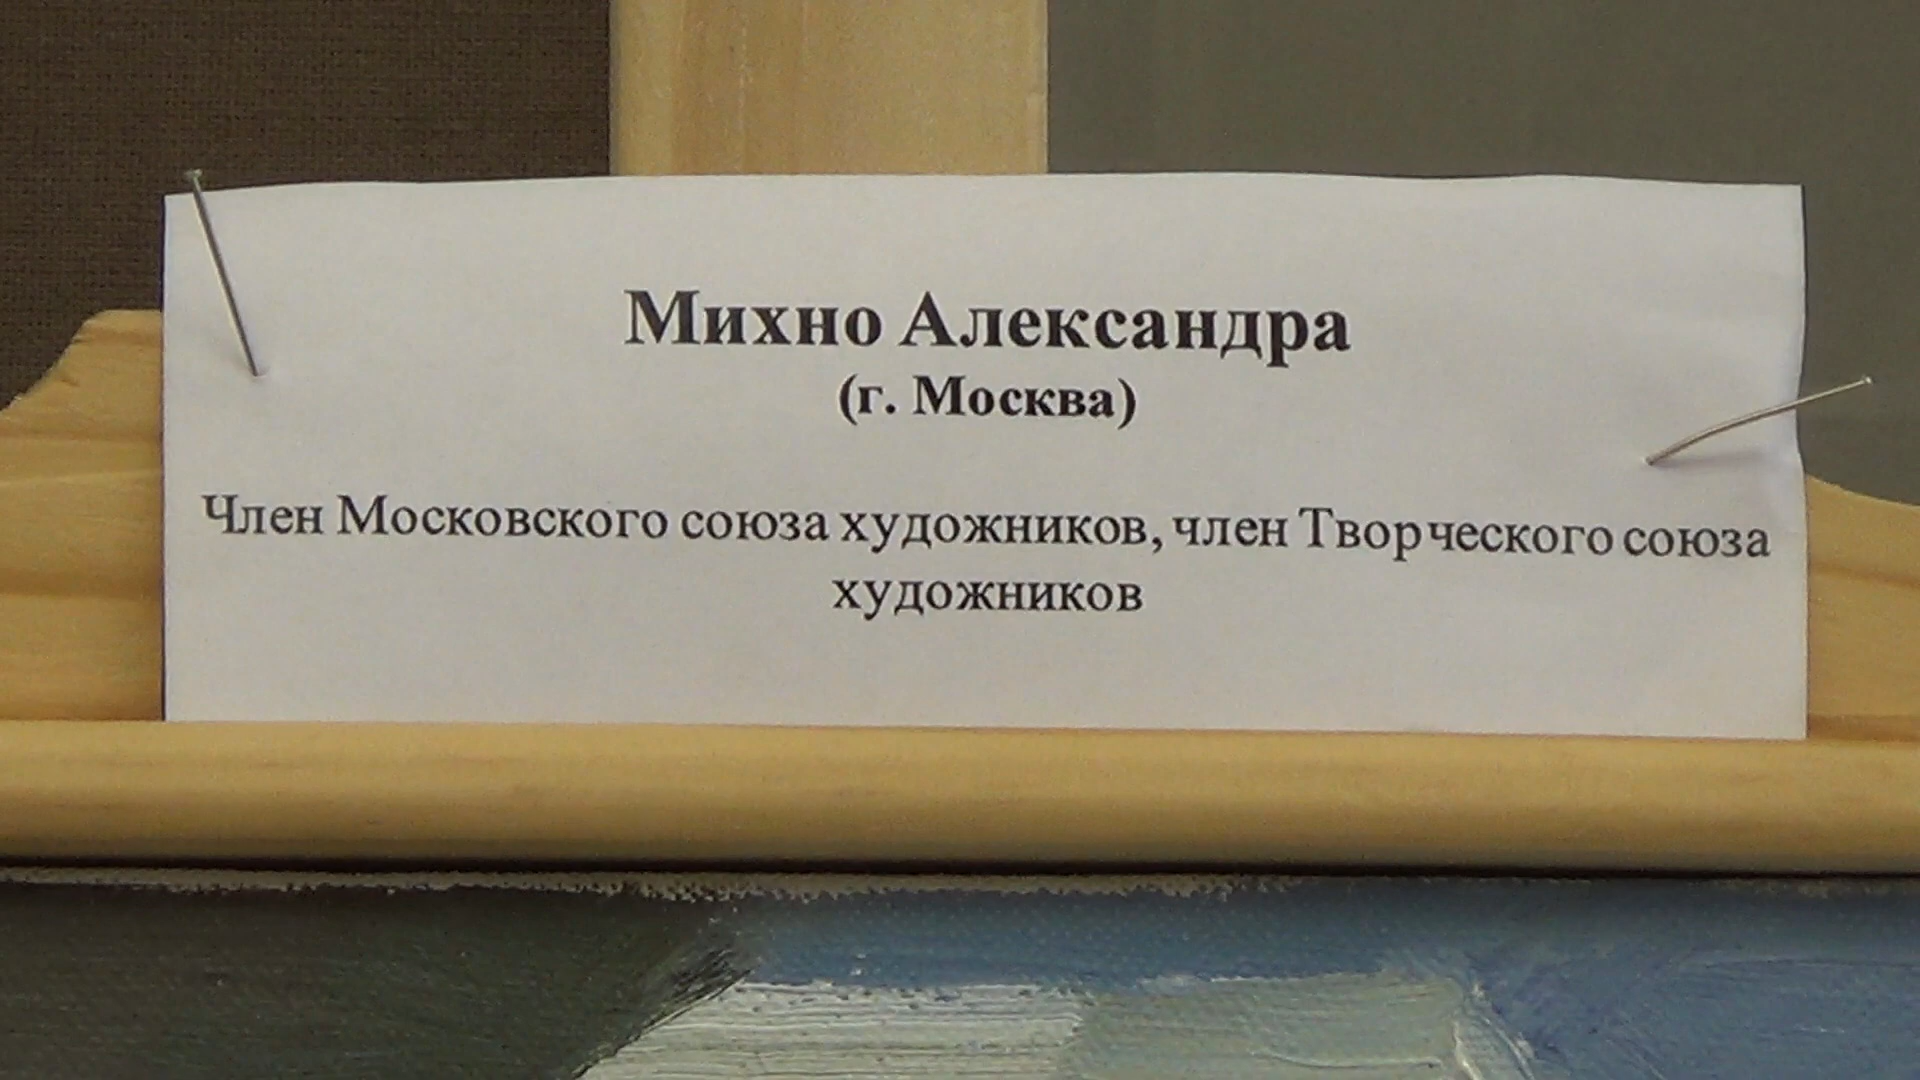 Михно Александра
(г. Москва)
Член Московского союза художников, член Творческого союза
художников